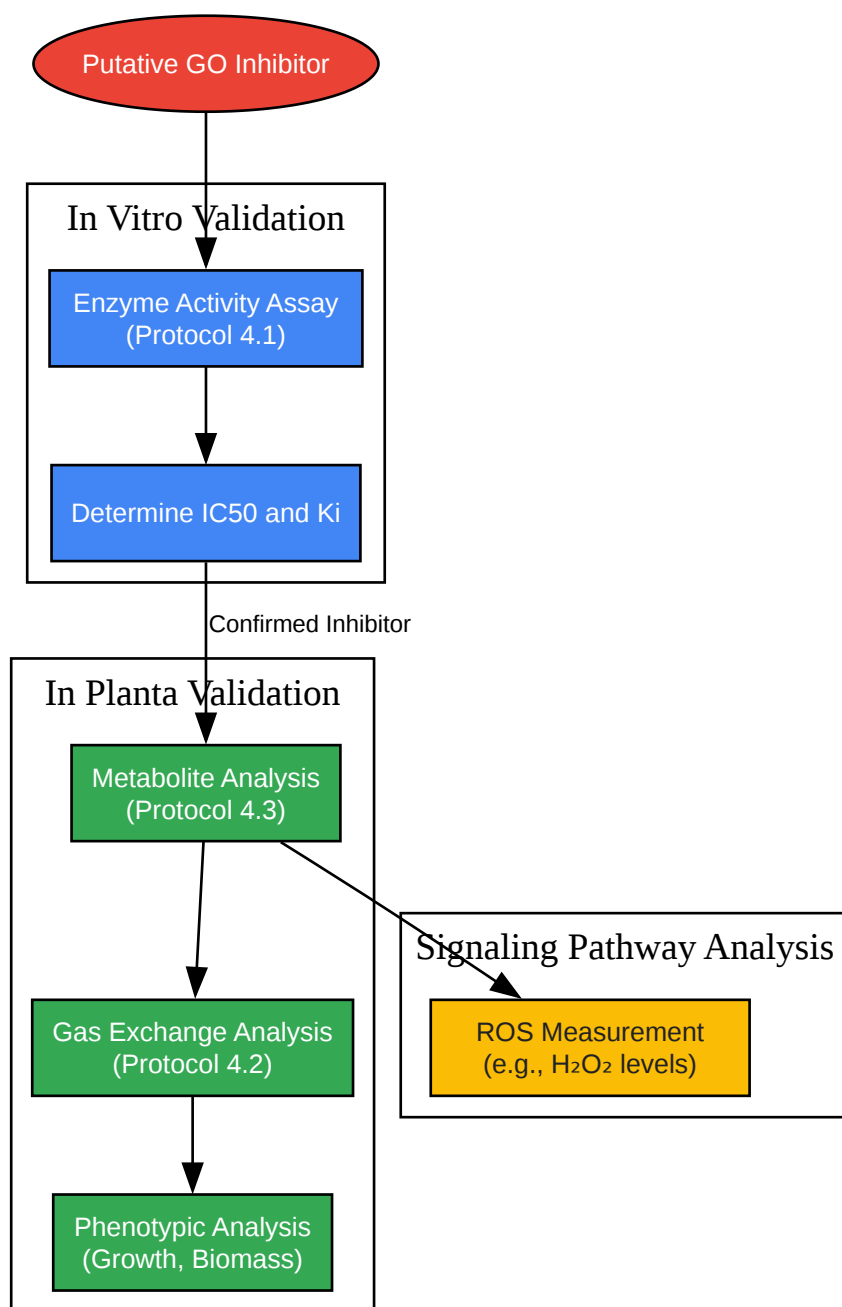 Putative GO Inhibitor
In Vitro Validation
Enzyme Activity Assay
(Protocol 4.1)
Determine IC50 and Ki
Confirmed Inhibitor
In Planta Validation
Metabolite Analysis
(Protocol 4.3)
Signaling Pathway Analysis
Gas Exchange Analysis
(Protocol 4.2)
ROS Measurement
(e.g., H₂O₂ levels)
Phenotypic Analysis
(Growth, Biomass)